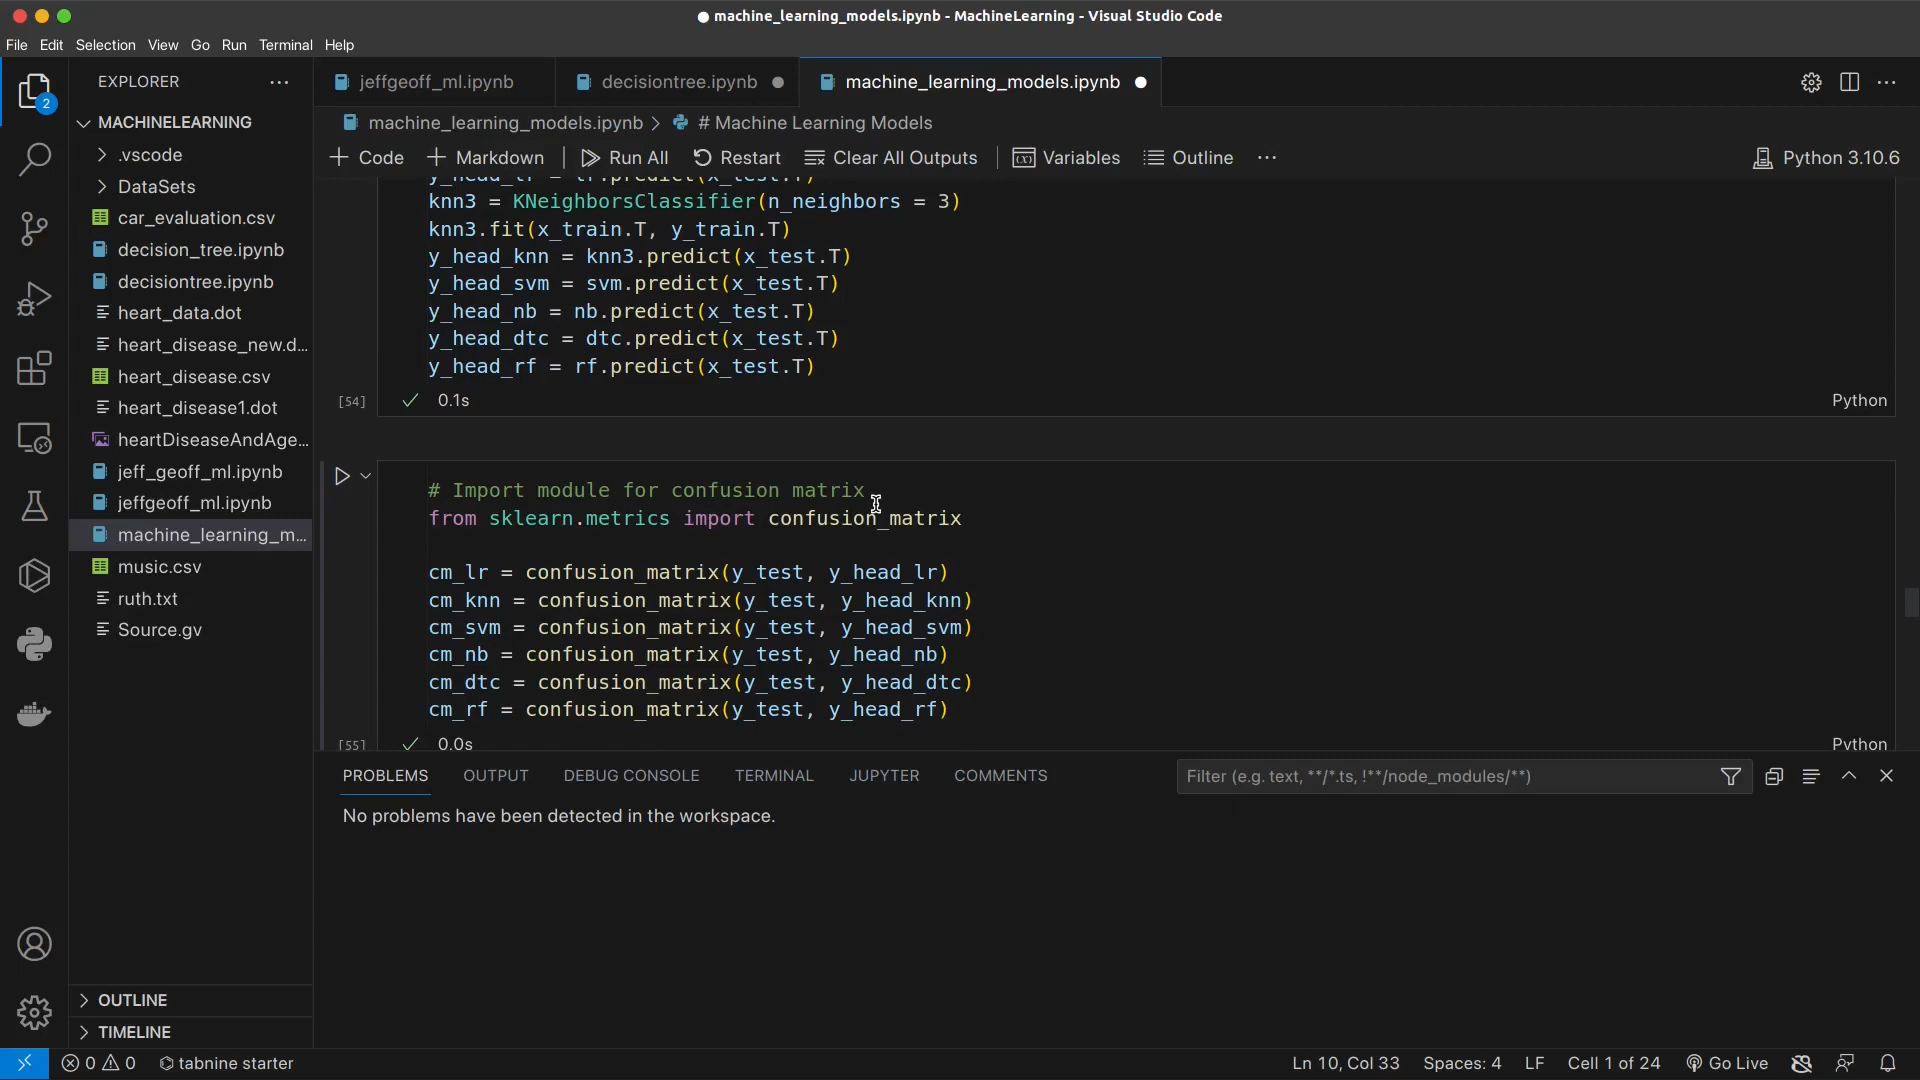 machine_learning_models.ipynb - MachineLearning - Visual Studio Code
File Edit Selection View Go Run Terminal Help
EXPLORER
2
MACHINELEARNING
.vscode
DataSets
car_evaluation.csv
decision_tree.ipynb
decisiontree.ipynb
heart_data.dot
heart_disease_new.d...
heart_disease.csv
heart_disease1.dot
heartDiseaseAndAge...
jeff_geoff_ml.ipynb
jeffgeoff_ml.ipynb
machine_learning_m...
music.csv
ruth.txt
Source.gv
OUTLINE
TIMELINE
jeffgeoff_ml.ipynb decisiontree.ipynb machine_learning_models.ipynb
machine_learning_models.ipynb > # Machine Learning Models
+ Code + Markdown Run All Restart Clear All Outputs Variables Outline ... Python 3.10.6
y_head_lr = lr.predict(x_test.T)
knn3 = KNeighborsClassifier(n_neighbors = 3)
knn3.fit(x_train.T, y_train.T)
y_head_knn = knn3.predict(x_test.T)
y_head_svm = svm.predict(x_test.T)
y_head_nb = nb.predict(x_test.T)
y_head_dtc = dtc.predict(x_test.T)
y_head_rf = rf.predict(x_test.T)
[54] 0.1s Python
# Import module for confusion matrix
from sklearn.metrics import confusion_matrix
cm_lr = confusion_matrix(y_test, y_head_lr)
cm_knn = confusion_matrix(y_test, y_head_knn)
cm_svm = confusion_matrix(y_test, y_head_svm)
cm_nb = confusion_matrix(y_test, y_head_nb)
cm_dtc = confusion_matrix(y_test, y_head_dtc)
cm_rf = confusion_matrix(y_test, y_head_rf)
[55] 0.0s Python
PROBLEMS OUTPUT DEBUG CONSOLE TERMINAL JUPYTER COMMENTS Filter (e.g. text, **/*.ts, !**/node_modules/**)
No problems have been detected in the workspace.
0 0 tabnine starter Ln 10, Col 33 Spaces: 4 LF Cell 1 of 24 Go Live